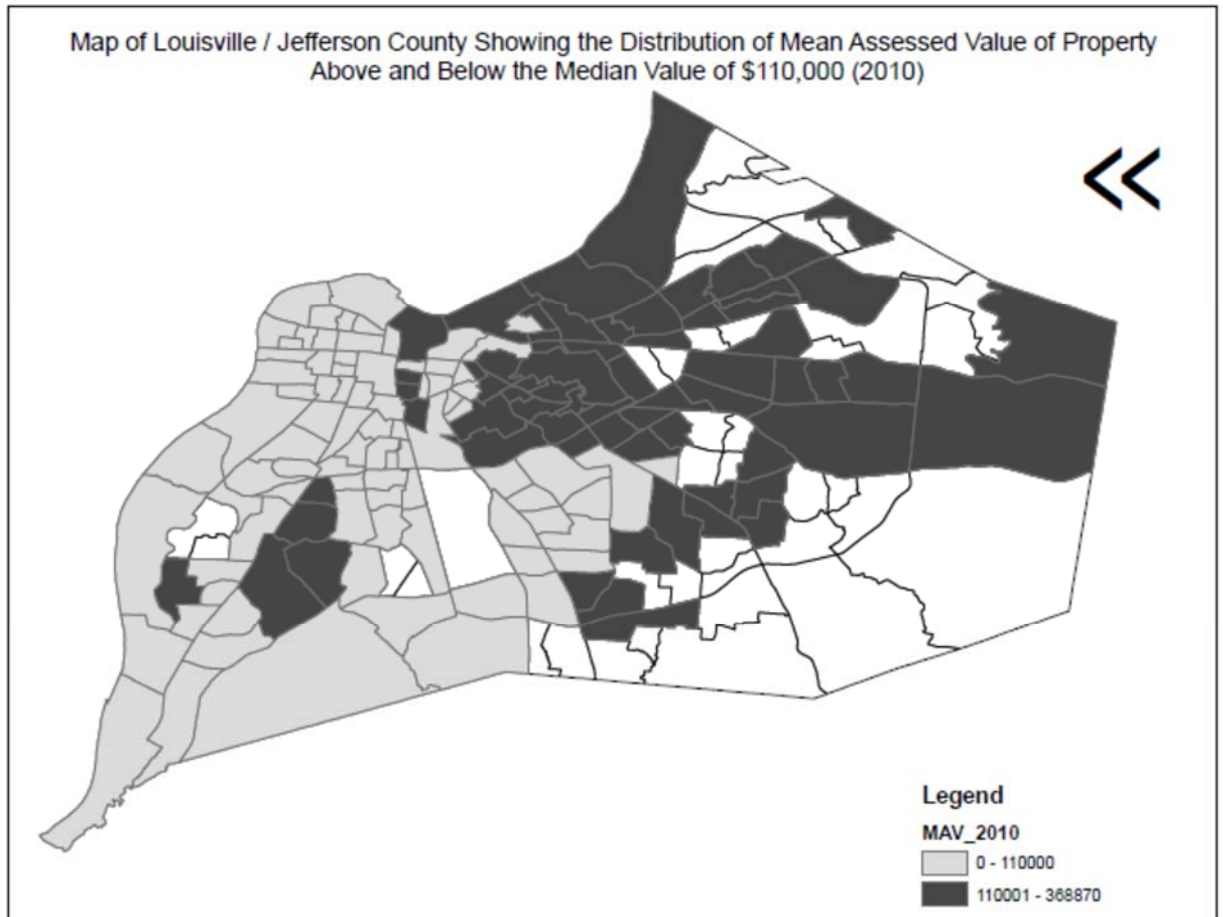 Map of Louisville / Jefferson County Showing the Distribution of Mean Assessed Value of Property
Above and Below the Median Value of $110,000 (2010)
<<
Legend
MAV_2010
0 - 110000
110001 - 368870